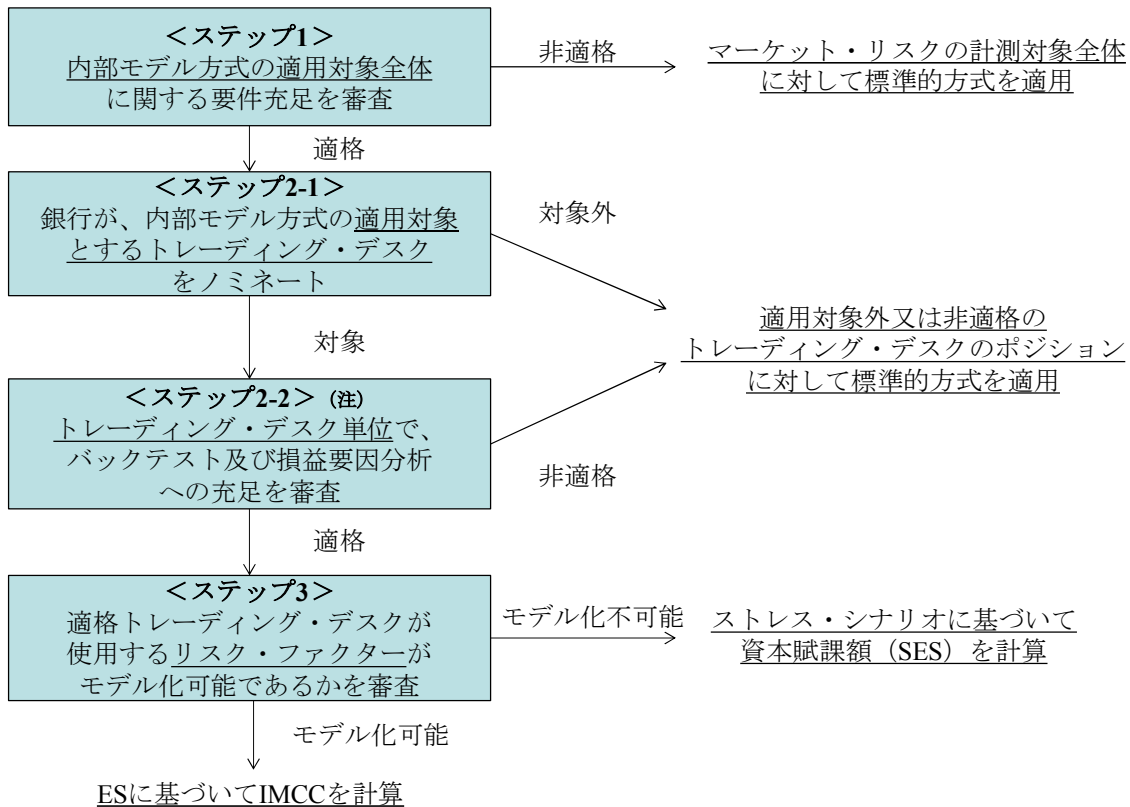 ＜ステップ1＞
内部モデル方式の適用対象全体
に関する要件充足を審査
非適格
マーケット・リスクの計測対象全体
に対して標準的方式を適用
適格
＜ステップ2-1＞
銀行が、内部モデル方式の適用対象
とするトレーディング・デスク
をノミネート
対象外
対象
適用対象外又は非適格の
トレーディング・デスクのポジション
に対して標準的方式を適用
＜ステップ2-2＞（注）
トレーディング・デスク単位で、
バックテスト及び損益要因分析
への充足を審査
非適格
適格
＜ステップ3＞
適格トレーディング・デスクが
使用するリスク・ファクターが
モデル化可能であるかを審査
モデル化不可能
ストレス・シナリオに基づいて
資本賦課額（SES）を計算
モデル化可能
ESに基づいてIMCCを計算